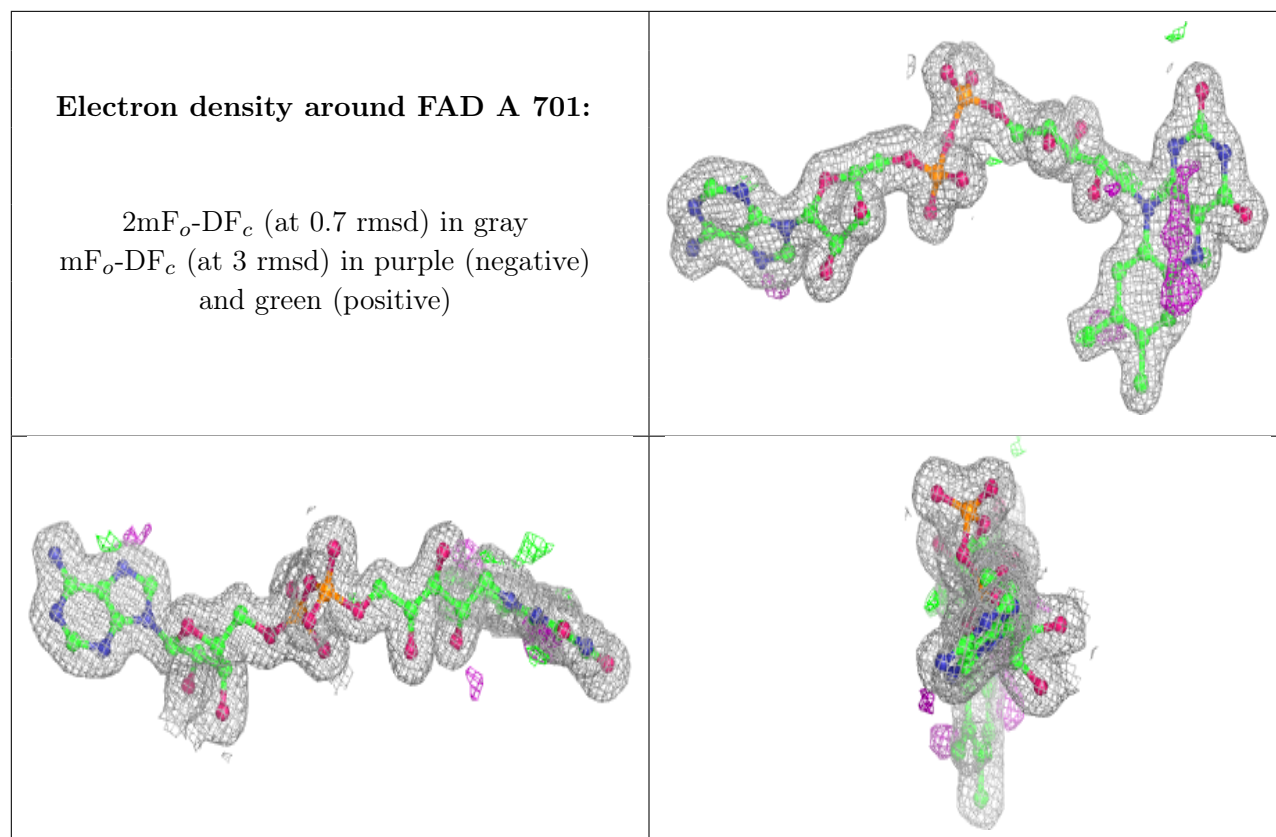 Electron density around FAD A 701:
2mFo-DFc (at 0.7 rmsd) in gray
mFo-DFc (at 3 rmsd) in purple (negative)
and green (positive)